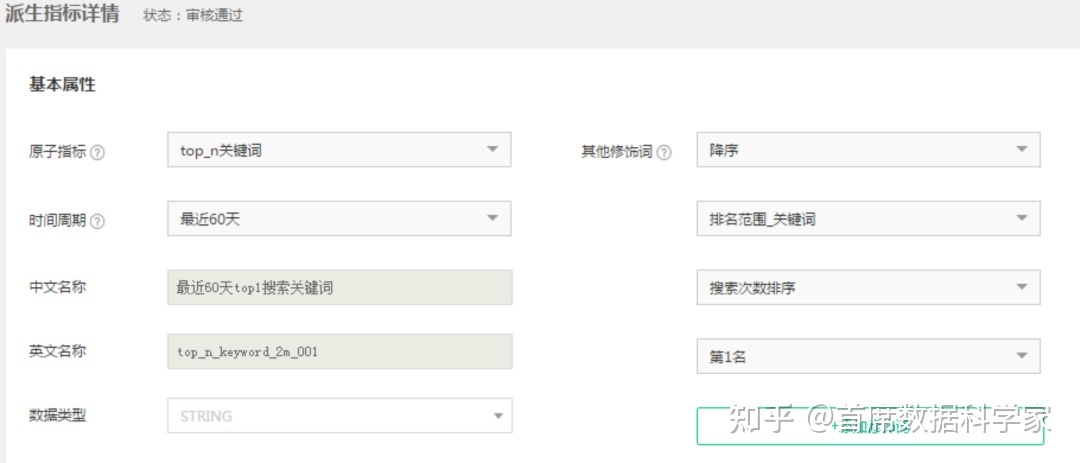 派生指标详情 状态：审核通过
基本属性
原子指标 ? top_n关键词 其他修饰词 ? 降序
时间周期 ? 最近60天 排名范围_关键词
中文名称 最近60天top1搜索关键词 搜索次数排序
英文名称 top_n_keyword_2m_001 第1名
数据类型 STRING
知乎 @首席数据科学家